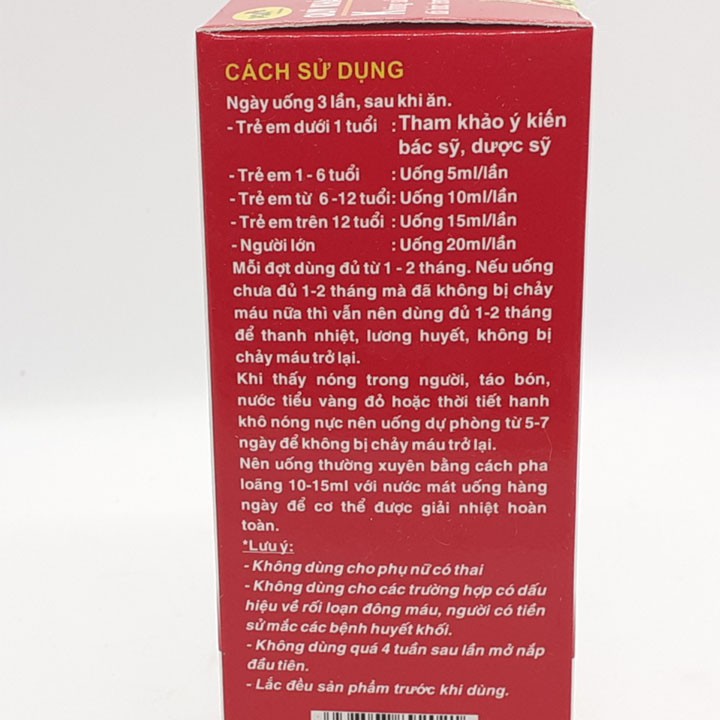 CÁCH SỬ DỤNG
Ngày uống 3 lần, sau khi ăn.
- Trẻ em dưới 1 tuổi : Tham khảo ý kiến
bác sỹ, dược sỹ
- Trẻ em 1 - 6 tuổi : Uống 5ml/lần
- Trẻ em từ 6 -12 tuổi: Uống 10ml/lần
- Trẻ em trên 12 tuổi : Uống 15ml/lần
- Người lớn : Uống 20ml/lần
Mỗi đợt dùng đủ từ 1 - 2 tháng. Nếu uống
chưa đủ 1-2 tháng mà đã không bị chảy
máu nữa thì vẫn nên dùng đủ 1-2 tháng
để thanh nhiệt, lương huyết, không bị
chảy máu trở lại.
Khi thấy nóng trong người, táo bón,
nước tiểu vàng đỏ hoặc thời tiết hanh
khô nóng nực nên uống dự phòng từ 5-7
ngày để không bị chảy máu trở lại.
Nên uống thường xuyên bằng cách pha
loãng 10-15ml với nước mát uống hàng
ngày để cơ thể được giải nhiệt hoàn
toàn.
*Lưu ý:
- Không dùng cho phụ nữ có thai
- Không dùng cho các trường hợp có dấu
hiệu về rối loạn đông máu, người có tiền
sử mắc các bệnh huyết khối.
- Không dùng quá 4 tuần sau lần mở nắp
đầu tiên.
- Lắc đều sản phẩm trước khi dùng.